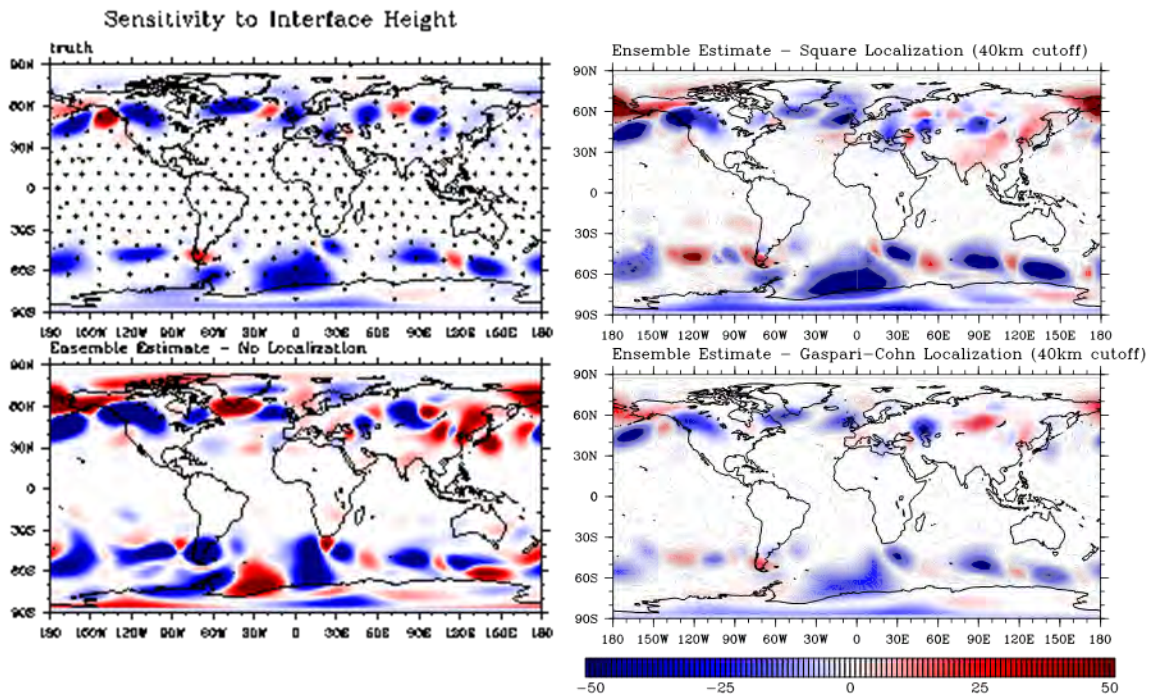 Sensitivity to Interface Height
truth
90N
60N
30N
0
30S
60S
90S
180 150W 120W 90W 60W 30W 0 30E 60E 90E 120E 150E 180
Ensemble Estimate - No Localization
90N
60N
30N
0
30S
60S
90S
180 150W 120W 90W 60W 30W 0 30E 60E 90E 120E 150E 180
Ensemble Estimate - Square Localization (40km cutoff)
90N
60N
30N
0
30S
60S
90S
180 150W 120W 90W 60W 30W 0 30E 60E 90E 120E 150E 180
Ensemble Estimate - Gaspari-Cohn Localization (40km cutoff)
90N
60N
30N
0
30S
60S
90S
180 150W 120W 90W 60W 30W 0 30E 60E 90E 120E 150E 180
-50 -25 0 25 50